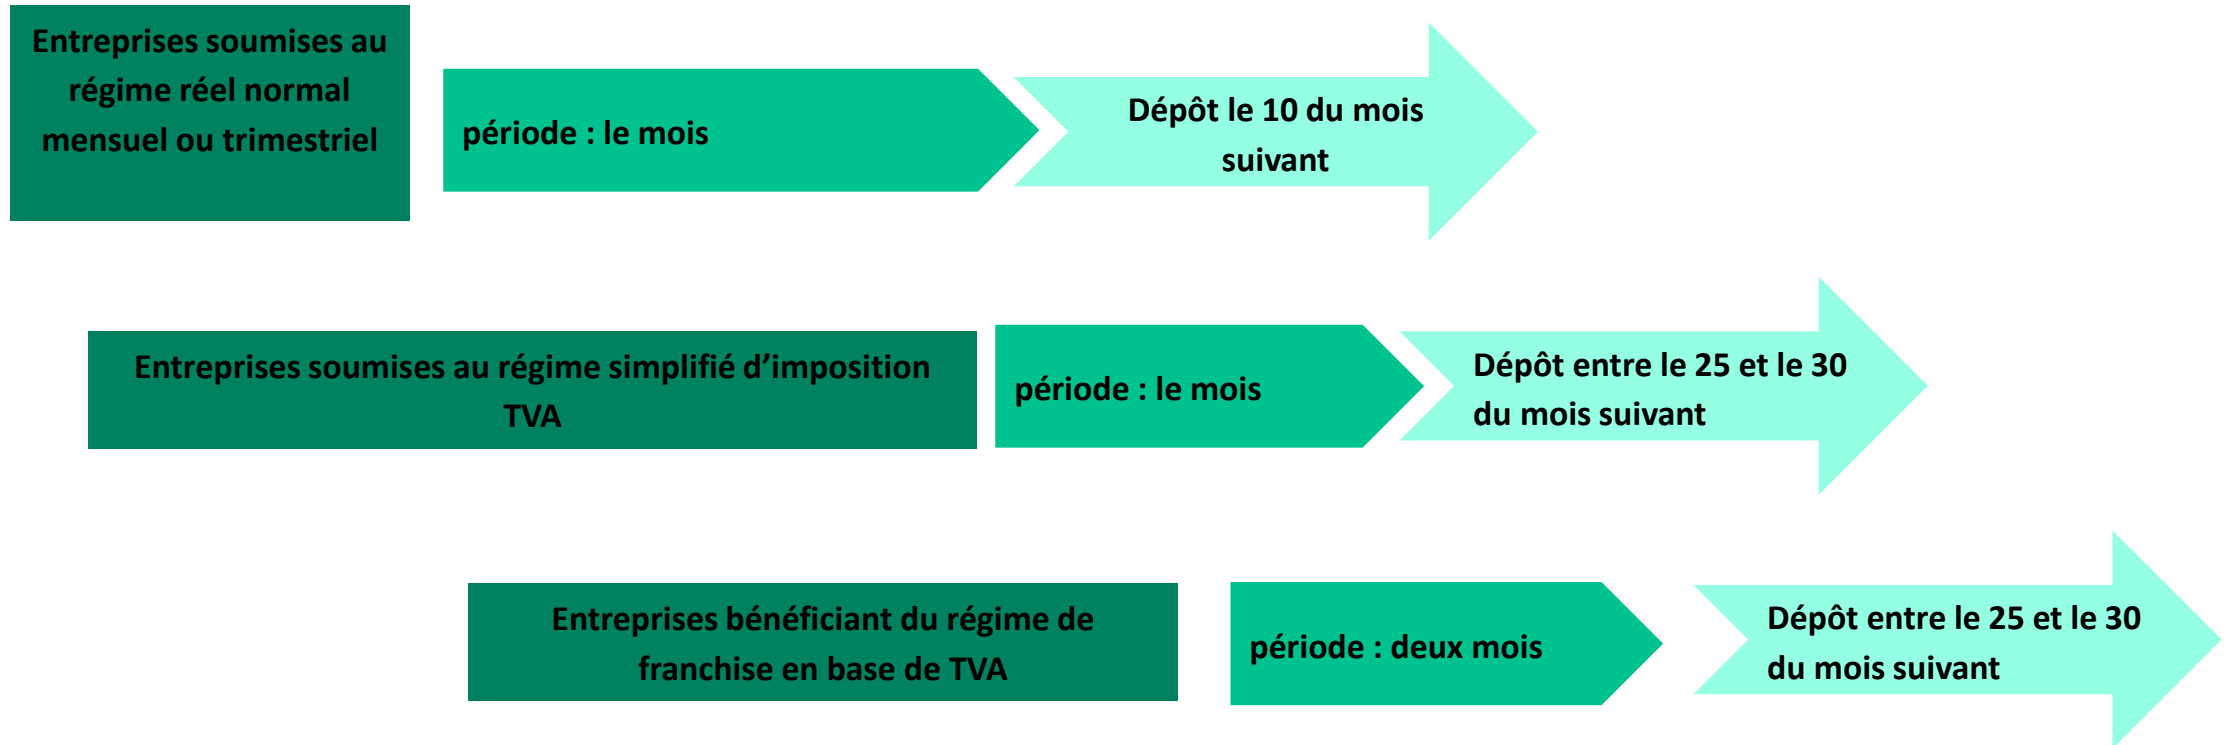 Entreprises soumises au
régime réel normal
mensuel ou trimestriel
période : le mois
Dépôt le 10 du mois
suivant
Entreprises soumises au régime simplifié d’imposition
TVA
période : le mois
Dépôt entre le 25 et le 30
du mois suivant
Entreprises bénéficiant du régime de
franchise en base de TVA
période : deux mois
Dépôt entre le 25 et le 30
du mois suivant